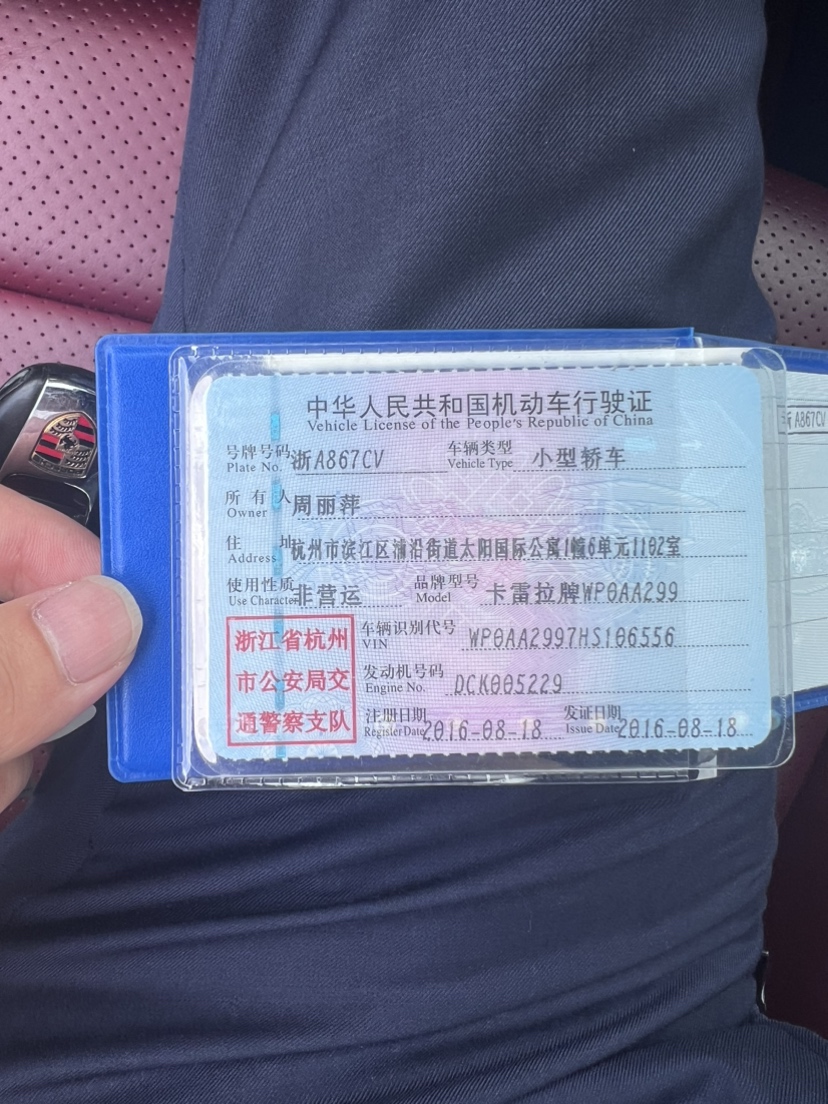 中华人民共和国机动车行驶证
Vehicle License of the People's Republic of China
号牌号码 浙A867CV 车辆类型 小型轿车
Plate No. Vehicle Type
所有人 周丽萍
Owner
住址 杭州市滨江区浦沿街道太阳国际公寓1幢6单元1102室
Address
使用性质 非营运 品牌型号 卡雷拉牌WP0AA299
Use Character Model
浙江省杭州
市公安局交
通警察支队
车辆识别代号 WP0AA2997HS106556
VIN
发动机号码 DCK005229
Engine No.
注册日期 2016-08-18 发证日期 2016-08-18
Register Date Issue Date
浙A867CV